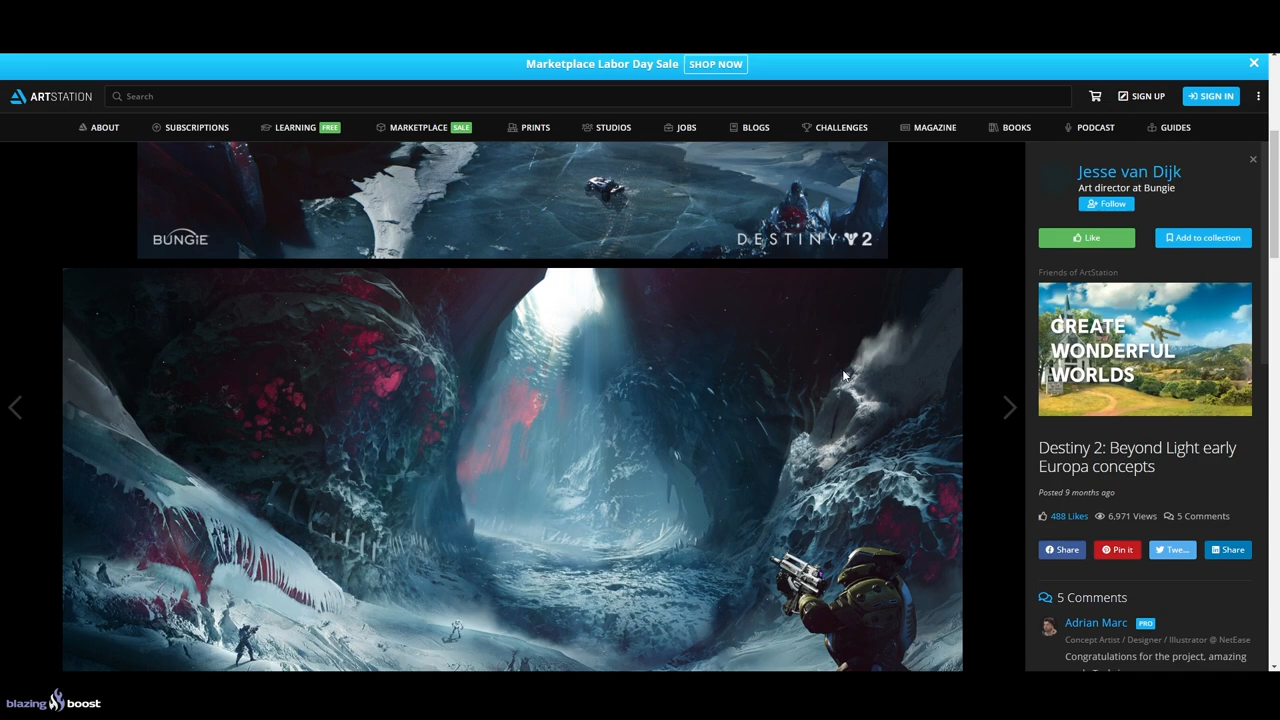 Marketplace Labor Day Sale SHOP NOW
ARTSTATION Search SIGN UP SIGN IN
ABOUT SUBSCRIPTIONS LEARNING FREE MARKETPLACE SALE PRINTS STUDIOS JOBS BLOGS CHALLENGES MAGAZINE BOOKS PODCAST GUIDES
BUNGIE DESTINY 2
Jesse van Dijk
Art director at Bungie
Follow
Like Add to collection
Friends of ArtStation
CREATE
WONDERFUL
WORLDS
Destiny 2: Beyond Light early
Europa concepts
Posted 9 months ago
488 Likes 6,971 Views 5 Comments
Share Pin it Twe... Share
5 Comments
Adrian Marc PRO
Concept Artist / Designer / Illustrator @ NetEase
Congratulations for the project, amazing
blazing boost